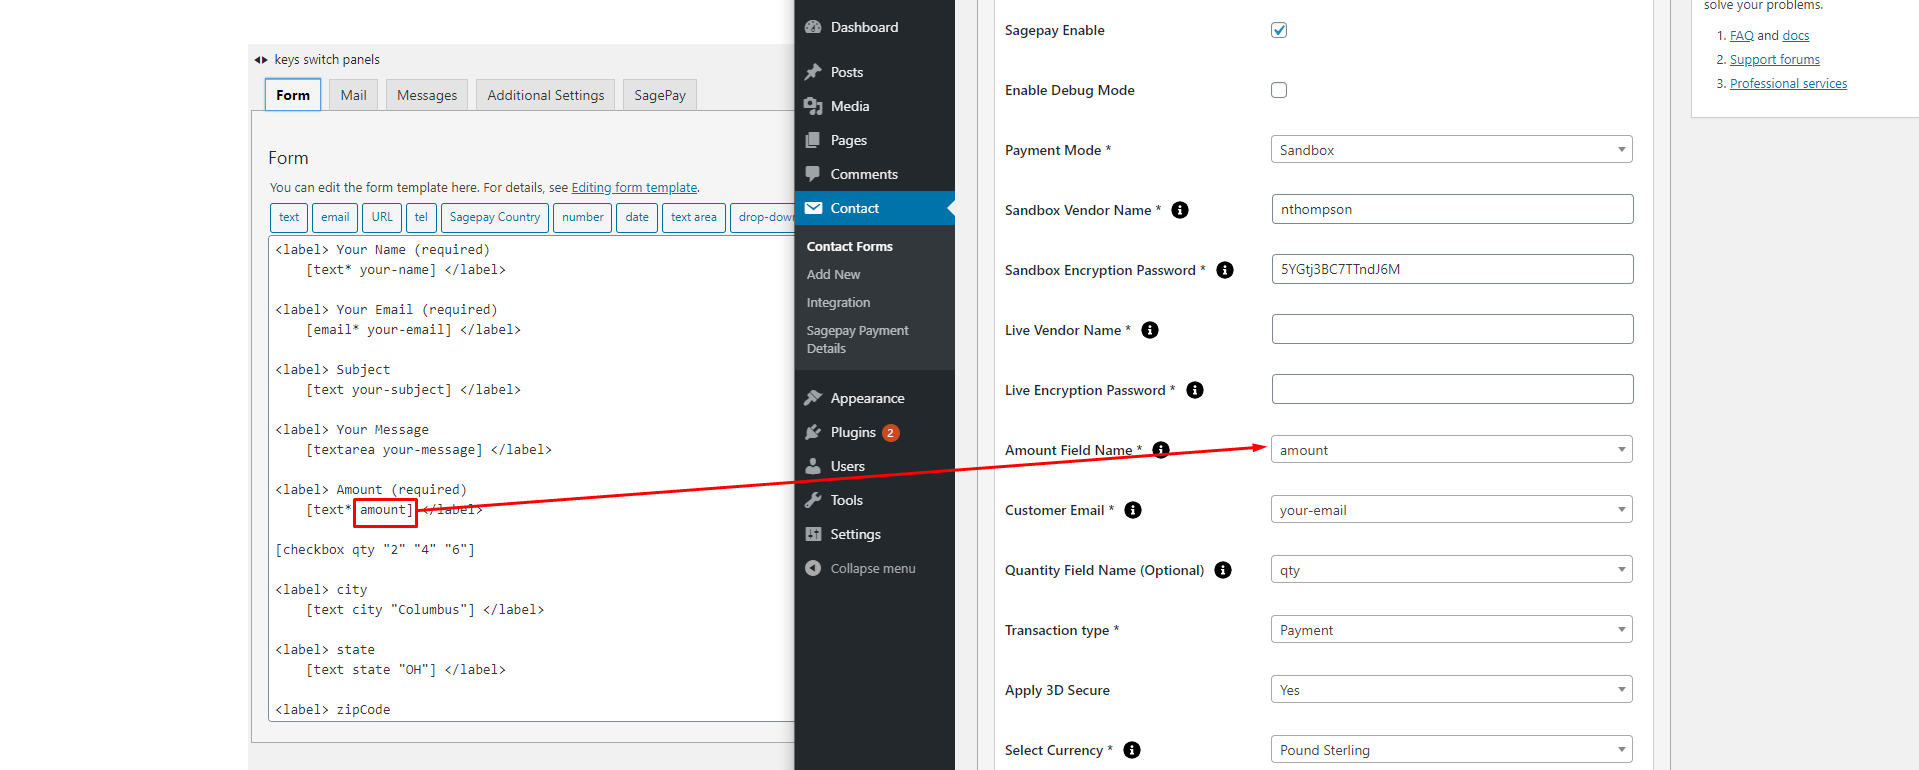 keys switch panels
Form
Mail
Messages
Additional Settings
SagePay
Form
You can edit the form template here. For details, see Editing form template.
text
email
URL
tel
Sagepay Country
number
date
text area
drop-down
<label> Your Name (required)
[text* your-name] </label>
<label> Your Email (required)
[email* your-email] </label>
<label> Subject
[text your-subject] </label>
<label> Your Message
[textarea your-message] </label>
<label> Amount (required)
[text* amount] </label>
[checkbox qty "2" "4" "6"]
<label> city
[text city "Columbus"] </label>
<label> state
[text state "OH"] </label>
<label> zipCode
Dashboard
Posts
Media
Pages
Comments
Contact
Contact Forms
Add New
Integration
Sagepay Payment
Details
Appearance
Plugins 2
Users
Tools
Settings
Collapse menu
Sagepay Enable
Enable Debug Mode
Payment Mode * Sandbox
Sandbox Vendor Name * nthompson
Sandbox Encryption Password * 5YGtj3BC7TTndJ6M
Live Vendor Name *
Live Encryption Password *
Amount Field Name * amount
Customer Email * your-email
Quantity Field Name (Optional) qty
Transaction type * Payment
Apply 3D Secure Yes
Select Currency * Pound Sterling
solve your problems.
1. FAQ and docs
2. Support forums
3. Professional services